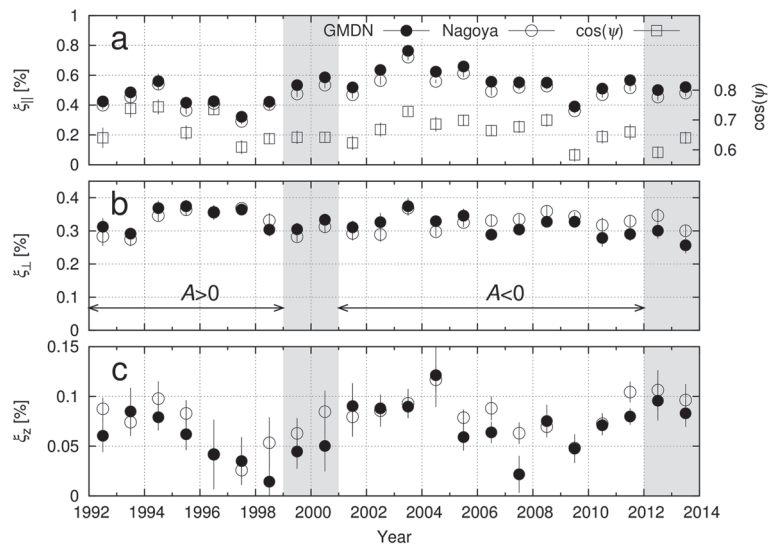 GMDN Nagoya cos(ψ)
a
1
0.8
0.6
0.4
0.2
0
ξ|| [%]
0.8
0.7
0.6
cos(ψ)
b
0.4
0.3
0.2
0.1
0
ξ⊥ [%]
A>0 A<0
c
0.15
0.1
0.05
0
ξz [%]
1992 1994 1996 1998 2000 2002 2004 2006 2008 2010 2012 2014
Year